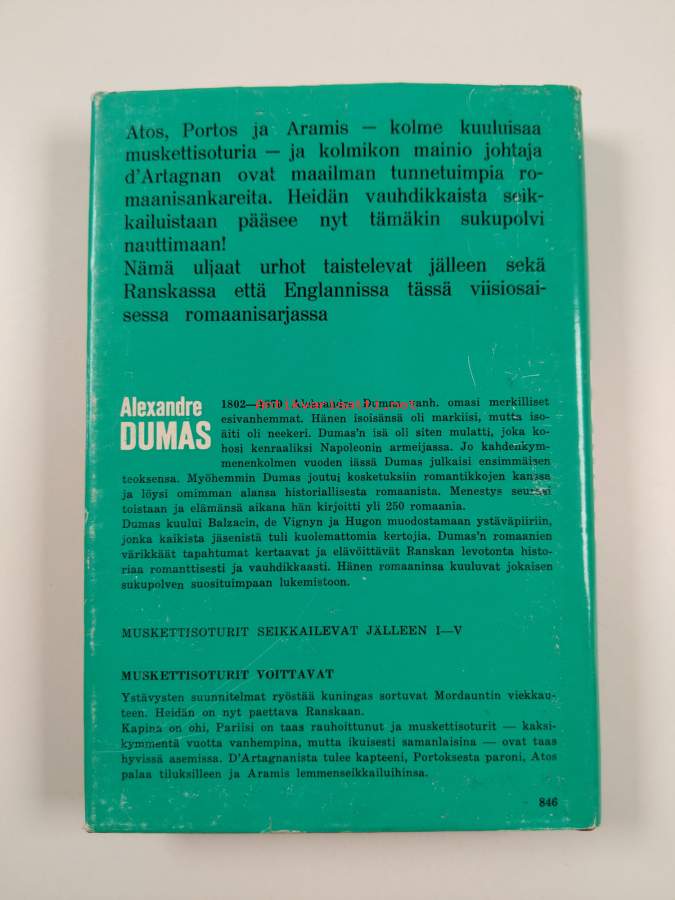 Atos, Portos ja Aramis — kolme kuuluisaa
muskettisoturia — ja kolmikon mainio johtaja
d'Artagnan ovat maailman tunnetuimpia ro-
maanisankareita. Heidän vauhdikkaista seik-
kailuistaan pääsee nyt tämäkin sukupolvi
nauttimaan!
Nämä uljaat urhot taistelevat jälleen sekä
Ranskassa että Englannissa tässä viisiosai-
sessa romaanisarjassa
Alexandre
DUMAS
1802—1870 Alexandre Dumas vanh. omasi merkilliset
esivanhemmat. Hänen isoisänsä oli markiisi, mutta iso-
äiti oli neekeri. Dumas'n isä oli siten mulatti, joka ko-
hosi kenraaliksi Napoleonin armeijassa. Jo kahdenkym-
menenkolmen vuoden iässä Dumas julkaisi ensimmäisen
teoksensa. Myöhemmin Dumas joutui kosketuksiin romantikkojen kanssa
ja löysi omimman alansa historiallisesta romaanista. Menestys seurasi
toistaan ja elämänsä aikana hän kirjoitti yli 250 romaania.
Dumas kuului Balzacin, de Vignyn ja Hugon muodostamaan ystäväpiiriin,
jonka kaikista jäsenistä tuli kuolemattomia kertojia. Dumas'n romaanien
värikkäät tapahtumat kertaavat ja elävöittävät Ranskan levotonta histo-
riaa romanttisesti ja vauhdikkaasti. Hänen romaaninsa kuuluvat jokaisen
sukupolven suosituimpaan lukemistoon.
MUSKETTISOTURIT SEIKKAILEVAT JÄLLEEN I—V
MUSKETTISOTURIT VOITTAVAT
Ystävysten suunnitelmat ryöstää kuningas sortuvat Mordauntin viekkau-
teen. Heidän on nyt paettava Ranskaan.
Kapina on ohi, Pariisi on taas rauhoittunut ja muskettisoturit — kaksi-
kymmentä vuotta vanhempina, mutta ikuisesti samanlaisina — ovat taas
hyvissä asemissa. D'Artagnanista tulee kapteeni, Portoksesta paroni, Atos
palaa tiluksilleen ja Aramis lemmenseikkailuihinsa.
846